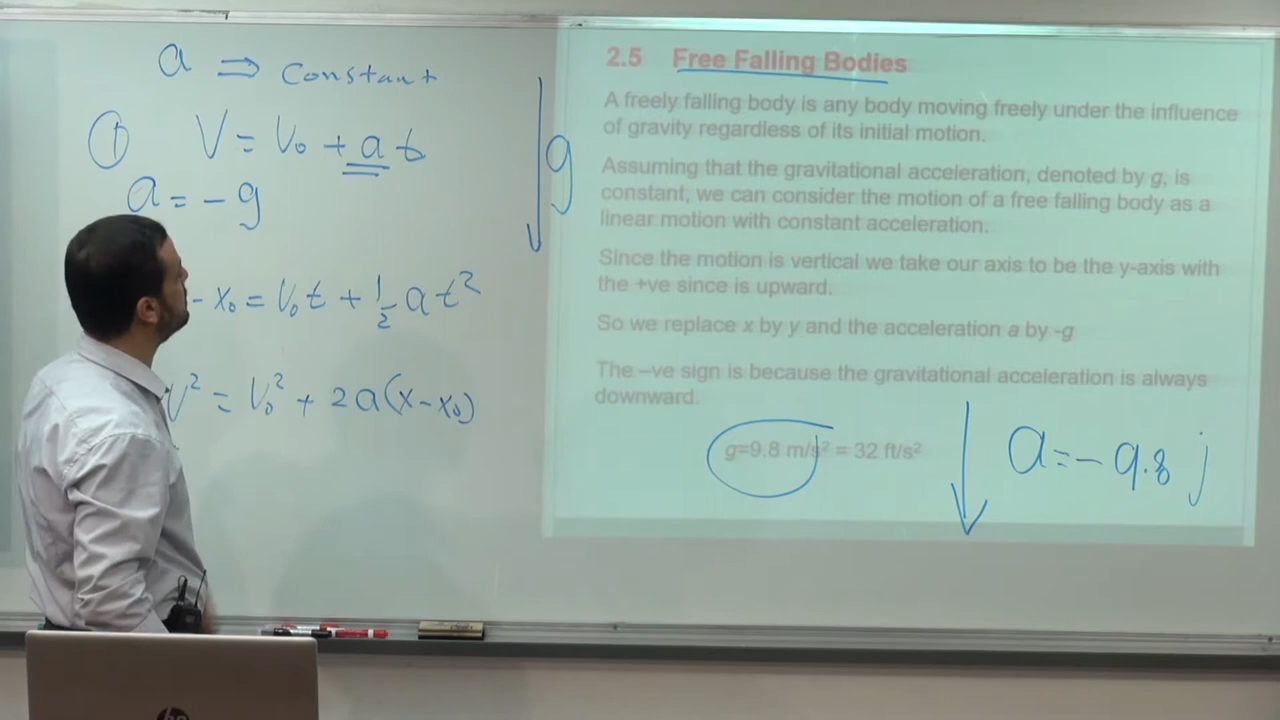 a ⇒ Constant
① V = V₀ + at
a = -g
- x₀ = V₀t + ½at²
V² = V₀² + 2a(x-x₀)
g
2.5 Free Falling Bodies
A freely falling body is any body moving freely under the influence
of gravity regardless of its initial motion.
Assuming that the gravitational acceleration, denoted by g, is
constant, we can consider the motion of a free falling body as a
linear motion with constant acceleration.
Since the motion is vertical we take our axis to be the y-axis with
the +ve since is upward.
So we replace x by y and the acceleration a by -g
The –ve sign is because the gravitational acceleration is always
downward.
g=9.8 m/s² = 32 ft/s²
a = - 9.8 j
hp